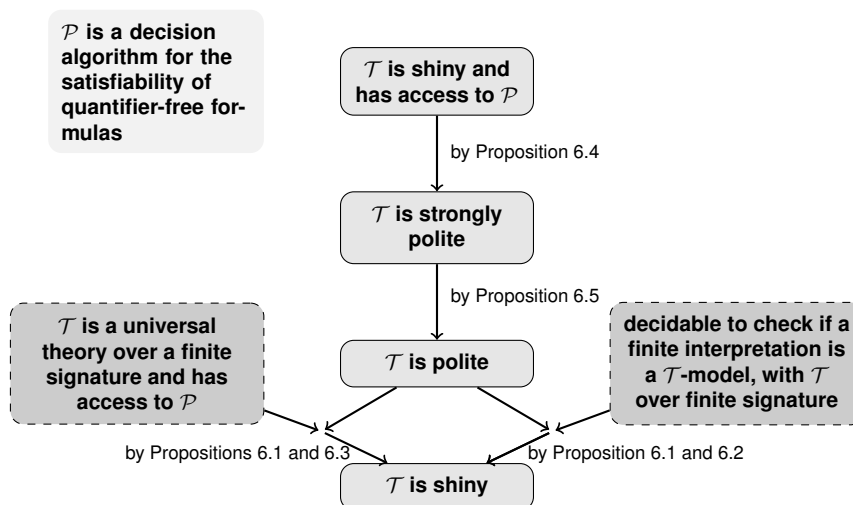 𝒫 is a decision
algorithm for the
satisfiability of
quantifier-free for-
mulas
𝒯 is shiny and
has access to 𝒫
by Proposition 6.4
𝒯 is strongly
polite
by Proposition 6.5
𝒯 is a universal
theory over a finite
signature and has
access to 𝒫
𝒯 is polite
decidable to check if a
finite interpretation is
a 𝒯-model, with 𝒯
over finite signature
by Propositions 6.1 and 6.3
by Proposition 6.1 and 6.2
𝒯 is shiny